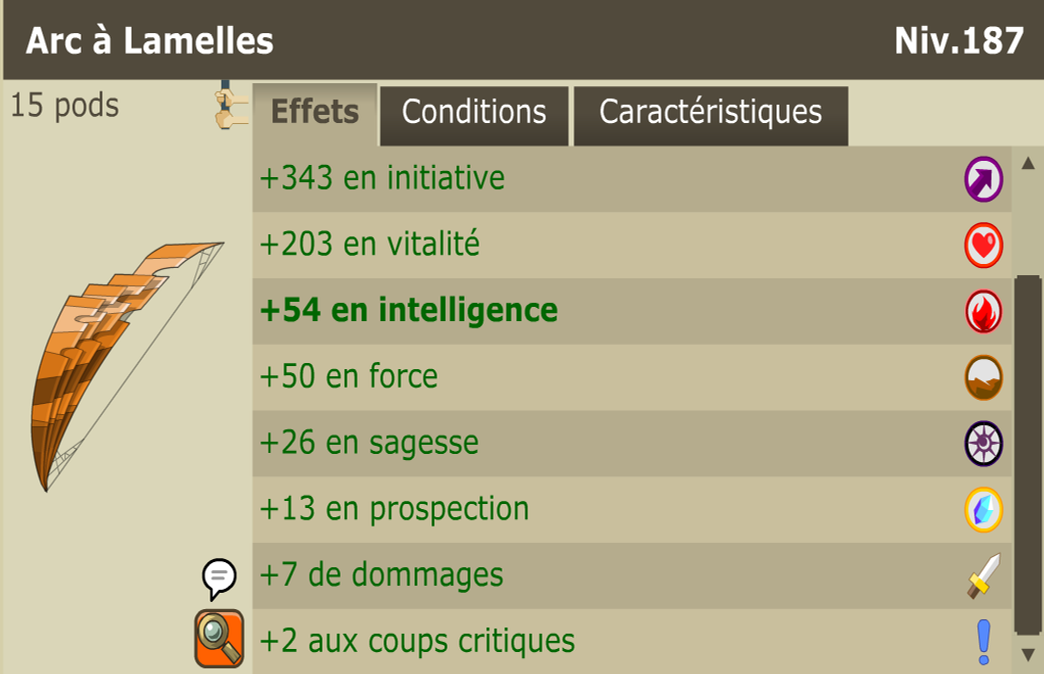 Arc à Lamelles
Niv.187
15 pods
Effets
Conditions
Caractéristiques
+343 en initiative
+203 en vitalité
+54 en intelligence
+50 en force
+26 en sagesse
+13 en prospection
+7 de dommages
+2 aux coups critiques